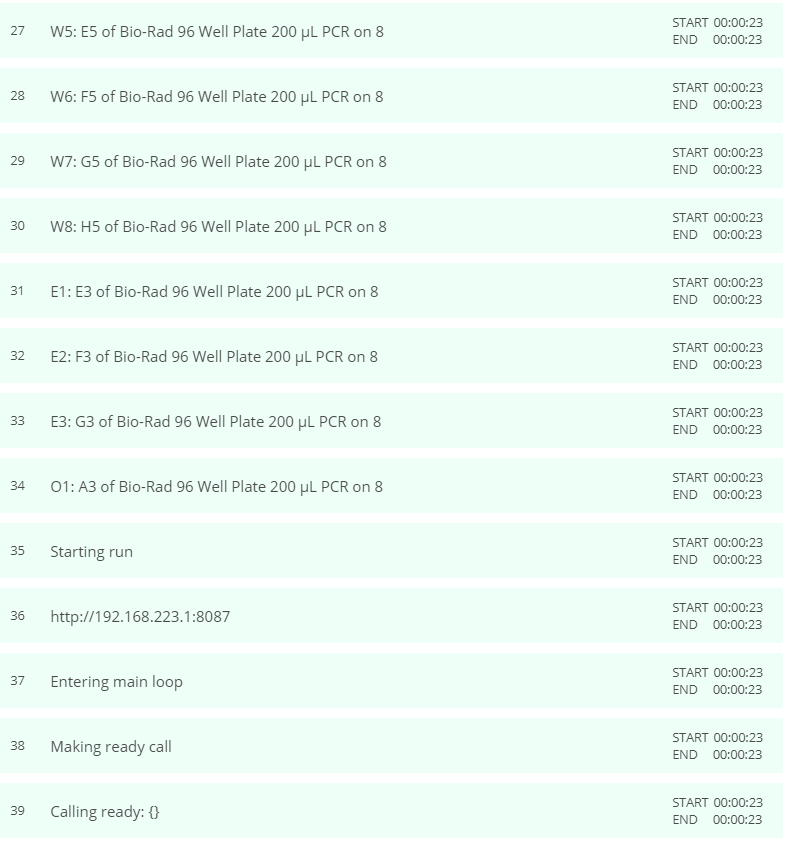 27 W5: E5 of Bio-Rad 96 Well Plate 200 µL PCR on 8 START 00:00:23
END 00:00:23
28 W6: F5 of Bio-Rad 96 Well Plate 200 µL PCR on 8 START 00:00:23
END 00:00:23
29 W7: G5 of Bio-Rad 96 Well Plate 200 µL PCR on 8 START 00:00:23
END 00:00:23
30 W8: H5 of Bio-Rad 96 Well Plate 200 µL PCR on 8 START 00:00:23
END 00:00:23
31 E1: E3 of Bio-Rad 96 Well Plate 200 µL PCR on 8 START 00:00:23
END 00:00:23
32 E2: F3 of Bio-Rad 96 Well Plate 200 µL PCR on 8 START 00:00:23
END 00:00:23
33 E3: G3 of Bio-Rad 96 Well Plate 200 µL PCR on 8 START 00:00:23
END 00:00:23
34 O1: A3 of Bio-Rad 96 Well Plate 200 µL PCR on 8 START 00:00:23
END 00:00:23
35 Starting run START 00:00:23
END 00:00:23
36 http://192.168.223.1:8087 START 00:00:23
END 00:00:23
37 Entering main loop START 00:00:23
END 00:00:23
38 Making ready call START 00:00:23
END 00:00:23
39 Calling ready: {} START 00:00:23
END 00:00:23